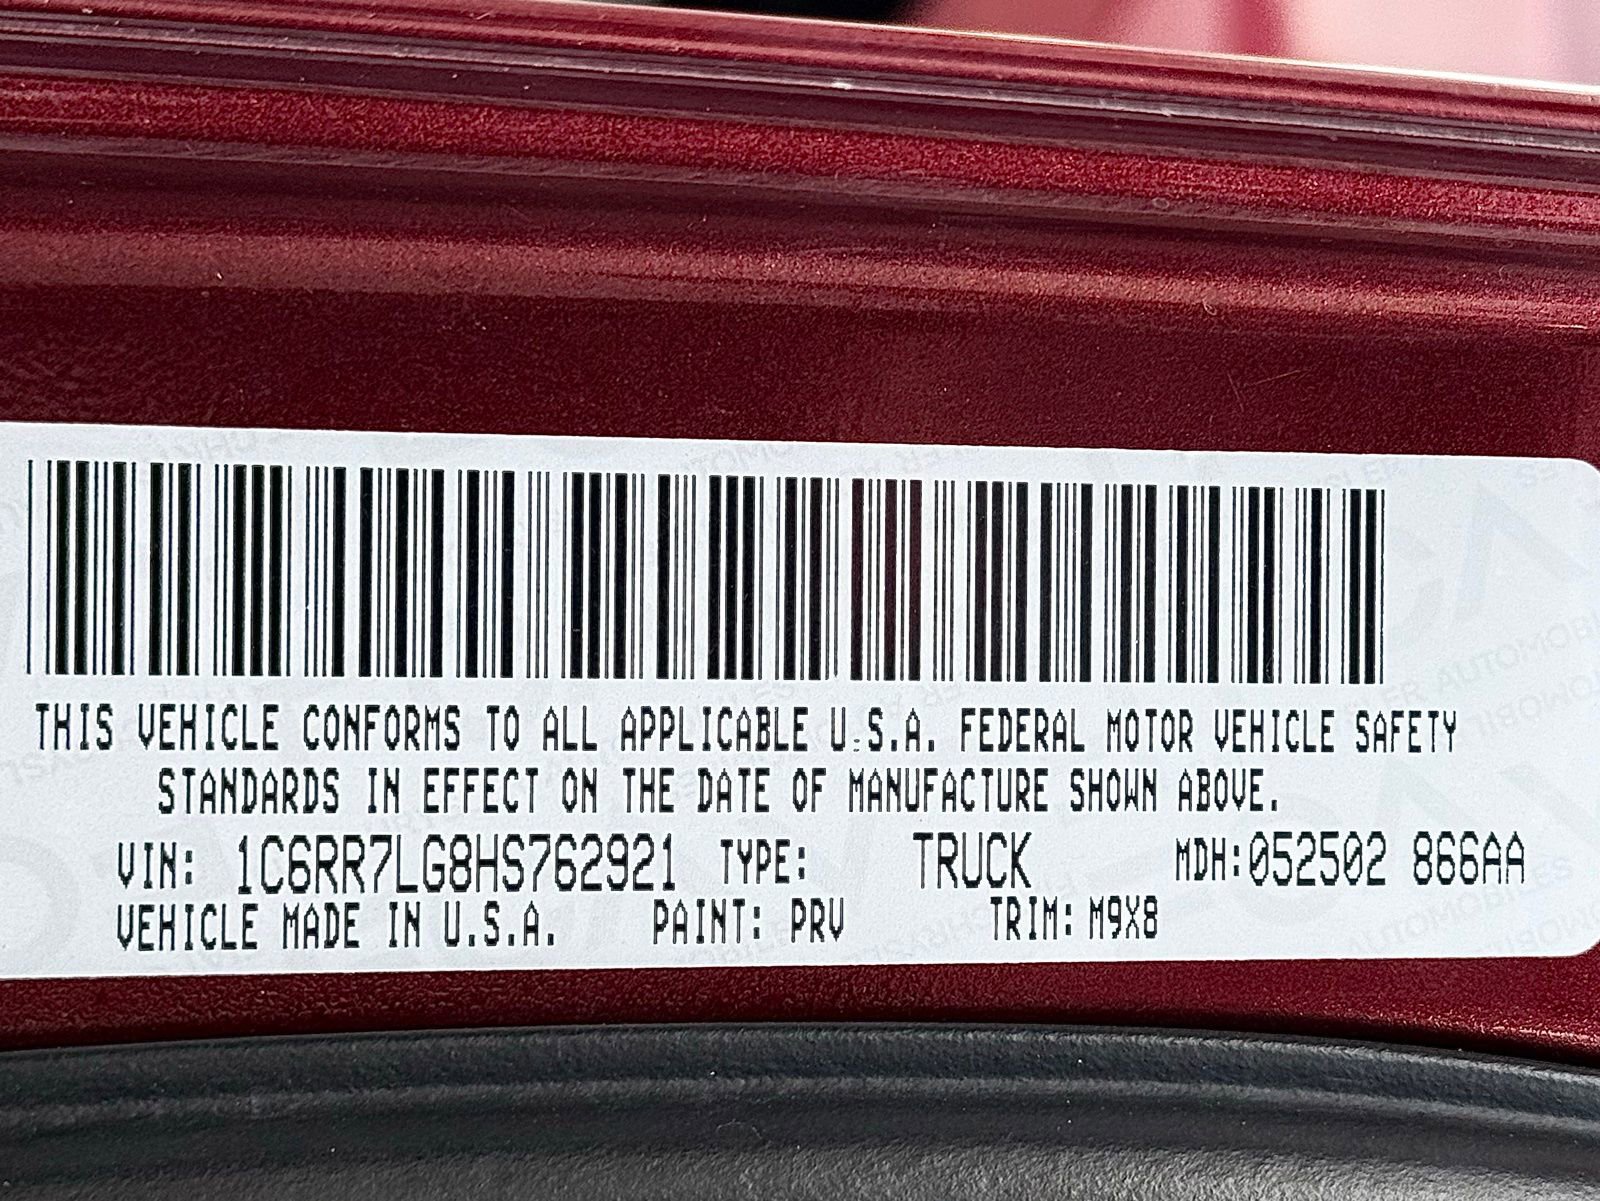 THIS VEHICLE CONFORMS TO ALL APPLICABLE U.S.A. FEDERAL MOTOR VEHICLE SAFETY
STANDARDS IN EFFECT ON THE DATE OF MANUFACTURE SHOWN ABOVE.
VIN: 1C6RR7LG8HS762921 TYPE: TRUCK MDH:052502 866AA
VEHICLE MADE IN U.S.A. PAINT: PRV TRIM: M9X8